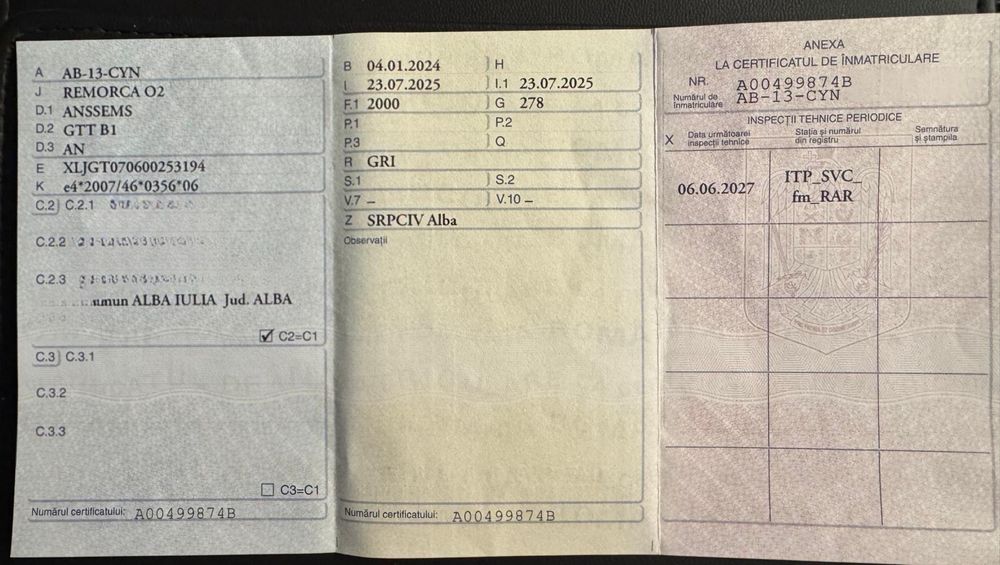 A AB-13-CYN
J REMORCA O2
D.1 ANSSEMS
D.2 GTT B1
D.3 AN
E XLJGT070600253194
K e4*2007/46*0356*06
C.2 C.2.1
C.2.2
C.2.3
ALBA IULIA Jud. ALBA
C2=C1
C.3 C.3.1
C.3.2
C.3.3
C3=C1
Numărul certificatului: A00499874B
B 04.01.2024 H
I 23.07.2025 I.1 23.07.2025
F.1 2000 G 278
P.1 P.2
P.3 Q
R GRI
S.1 S.2
V.7 – V.10 –
Z SRPCIV Alba
Observații
Numărul certificatului: A00499874B
ANEXA
LA CERTIFICATUL DE ÎNMATRICULARE
NR. A00499874B
Numărul de înmatriculare AB-13-CYN
INSPECȚII TEHNICE PERIODICE
X Data următoarei inspecții tehnice Stația și numărul din registru Semnătura și ștampila
06.06.2027 ITP_SVC_
fm_RAR